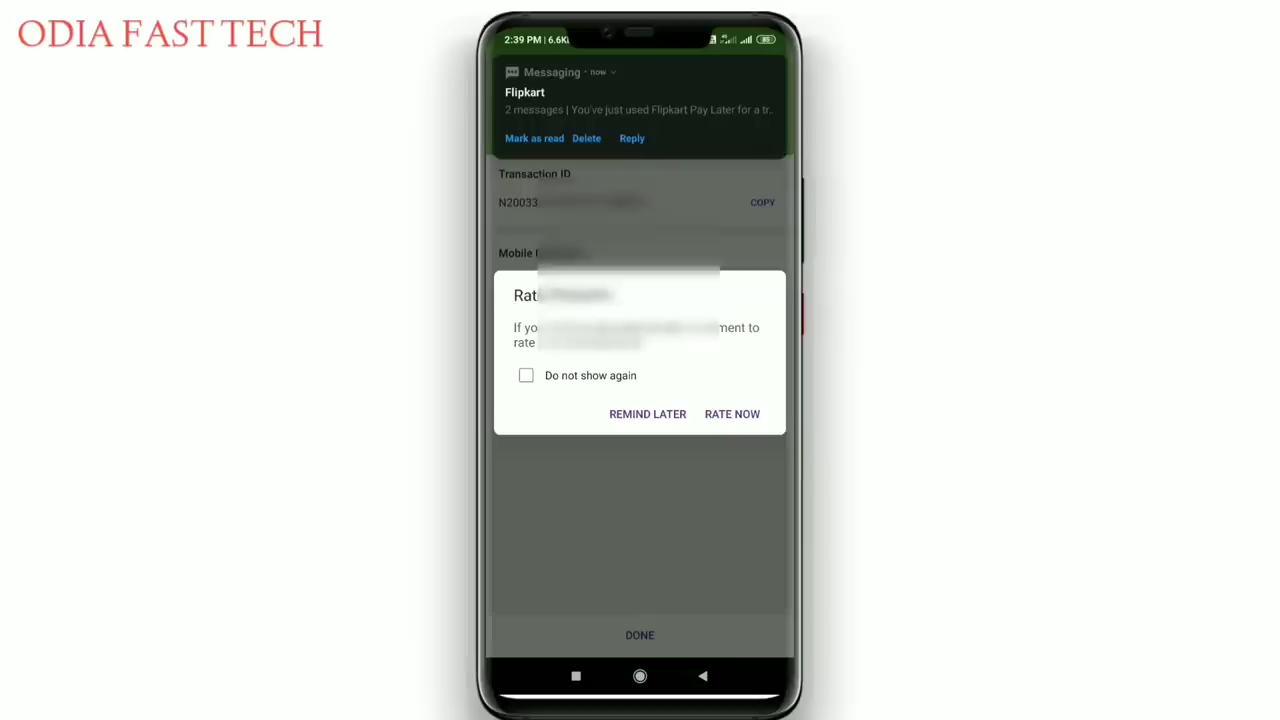 ODIA FAST TECH
2:39 PM | 6.6K
Messaging • now
Flipkart
2 messages | You've just used Flipkart Pay Later for a tr..
Mark as read Delete Reply
Transaction ID
N20033
COPY
Mobile
If you
ment to
rate
Do not show again
REMIND LATER RATE NOW
DONE